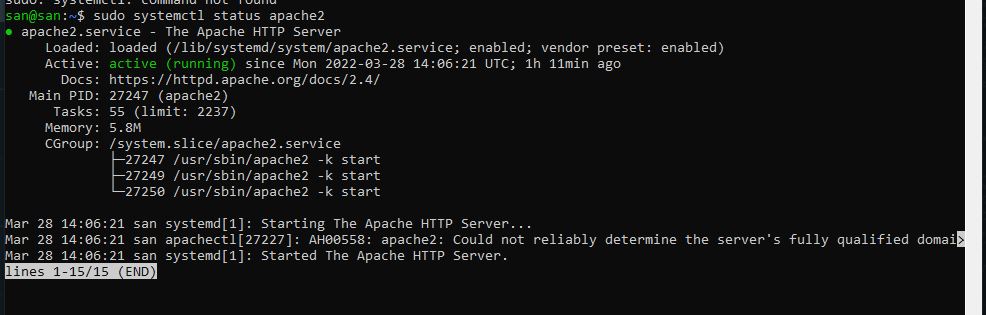 sudo: systemctl: command not found
san@san:~$ sudo systemctl status apache2
● apache2.service - The Apache HTTP Server
Loaded: loaded (/lib/systemd/system/apache2.service; enabled; vendor preset: enabled)
Active: active (running) since Mon 2022-03-28 14:06:21 UTC; 1h 11min ago
Docs: https://httpd.apache.org/docs/2.4/
Main PID: 27247 (apache2)
Tasks: 55 (limit: 2237)
Memory: 5.8M
CGroup: /system.slice/apache2.service
├─27247 /usr/sbin/apache2 -k start
├─27249 /usr/sbin/apache2 -k start
└─27250 /usr/sbin/apache2 -k start
Mar 28 14:06:21 san systemd[1]: Starting The Apache HTTP Server...
Mar 28 14:06:21 san apachectl[27227]: AH00558: apache2: Could not reliably determine the server's fully qualified domai>
Mar 28 14:06:21 san systemd[1]: Started The Apache HTTP Server.
lines 1-15/15 (END)